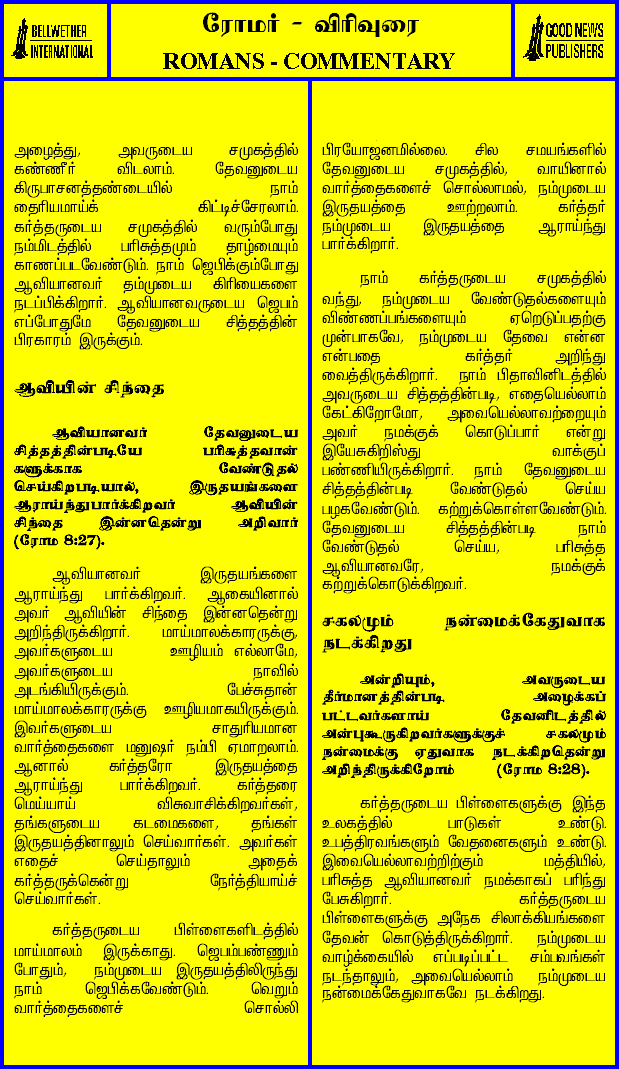 BELLWETHER
INTERNATIONAL
ரோமர் - விரிவுரை
ROMANS - COMMENTARY
GOOD NEWS
PUBLISHERS
அழைத்து, அவருடைய சமுகத்தில்
கண்ணீர் விடலாம். தேவனுடைய
கிருபாசனத்தண்டையில் நாம்
தைரியமாய்க் கிட்டிச்சேரலாம்.
கர்த்தருடைய சமுகத்தில் வரும்போது
நம்மிடத்தில் பரிசுத்தமும் தாழ்மையும்
காணப்படவேண்டும். நாம் ஜெபிக்கும்போது
ஆவியானவர் தம்முடைய கிரியைகளை
நடப்பிக்கிறார். ஆவியானவருடைய ஜெபம்
எப்போதுமே தேவனுடைய சித்தத்தின்
பிரகாரம் இருக்கும்.
ஆவியின் சிந்தை
ஆவியானவர் தேவனுடைய
சித்தத்தின்படியே பரிசுத்தவான்
களுக்காக வேண்டுதல்
செய்கிறபடியால், இருதயங்களை
ஆராய்ந்துபார்க்கிறவர் ஆவியின்
சிந்தை இன்னதென்று அறிவார்
(ரோம 8:27).
ஆவியானவர் இருதயங்களை
ஆராய்ந்து பார்க்கிறவர். ஆகையினால்
அவர் ஆவியின் சிந்தை இன்னதென்று
அறிந்திருக்கிறார். மாய்மாலக்காரருக்கு,
அவர்களுடைய ஊழியம் எல்லாமே,
அவர்களுடைய நாவில்
அடங்கியிருக்கும். பேச்சுதான்
மாய்மாலக்காரருக்கு ஊழியமாகயிருக்கும்.
இவர்களுடைய சாதுரியமான
வார்த்தைகளை மனுஷர் நம்பி ஏமாறலாம்.
ஆனால் கர்த்தரோ இருதயத்தை
ஆராய்ந்து பார்க்கிறவர். கர்த்தரை
மெய்யாய் விசுவாசிக்கிறவர்கள்,
தங்களுடைய கடமைகளை, தங்கள்
இருதயத்தினாலும் செய்வார்கள். அவர்கள்
எதைச் செய்தாலும் அதைக்
கர்த்தருக்கென்று நேர்த்தியாய்ச்
செய்வார்கள்.
கர்த்தருடைய பிள்ளைகளிடத்தில்
மாய்மாலம் இருக்காது. ஜெபம்பண்ணும்
போதும், நம்முடைய இருதயத்திலிருந்து
நாம் ஜெபிக்கவேண்டும். வெறும்
வார்த்தைகளைச் சொல்லி
பிரயோஜனமில்லை. சில சமயங்களில்
தேவனுடைய சமுகத்தில், வாயினால்
வார்த்தைகளைச் சொல்லாமல், நம்முடைய
இருதயத்தை ஊற்றலாம். கர்த்தர்
நம்முடைய இருதயத்தை ஆராய்ந்து
பார்க்கிறார்.
நாம் கர்த்தருடைய சமுகத்தில்
வந்து, நம்முடைய வேண்டுதல்களையும்
விண்ணப்பங்களையும் ஏறெடுப்பதற்கு
முன்பாகவே, நம்முடைய தேவை என்ன
என்பதை கர்த்தர் அறிந்து
வைத்திருக்கிறார். நாம் பிதாவினிடத்தில்
அவருடைய சித்தத்தின்படி, எதையெல்லாம்
கேட்கிறோமோ, அவையெல்லாவற்றையும்
அவர் நமக்குக் கொடுப்பார் என்று
இயேசுகிறிஸ்து வாக்குப்
பண்ணியிருக்கிறார். நாம் தேவனுடைய
சித்தத்தின்படி வேண்டுதல் செய்ய
பழகவேண்டும். கற்றுக்கொள்ளவேண்டும்.
தேவனுடைய சித்தத்தின்படி நாம்
வேண்டுதல் செய்ய, பரிசுத்த
ஆவியானவரே, நமக்குக்
கற்றுக்கொடுக்கிறவர்.
சகலமும் நன்மைக்கேதுவாக
நடக்கிறது
அன்றியும், அவருடைய
தீர்மானத்தின்படி அழைக்கப்
பட்டவர்களாய் தேவனிடத்தில்
அன்புகூருகிறவர்களுக்குச் சகலமும்
நன்மைக்கு ஏதுவாக நடக்கிறதென்று
அறிந்திருக்கிறோம் (ரோம 8:28).
கர்த்தருடைய பிள்ளைகளுக்கு இந்த
உலகத்தில் பாடுகள் உண்டு.
உபத்திரவங்களும் வேதனைகளும் உண்டு.
இவையெல்லாவற்றிற்கும் மத்தியில்,
பரிசுத்த ஆவியானவர் நமக்காகப் பரிந்து
பேசுகிறார். கர்த்தருடைய
பிள்ளைகளுக்கு அநேக சிலாக்கியங்களை
தேவன் கொடுத்திருக்கிறார். நம்முடைய
வாழ்க்கையில் எப்படிப்பட்ட சம்பவங்கள்
நடந்தாலும், அவையெல்லாம் நம்முடைய
நன்மைக்கேதுவாகவே நடக்கிறது.